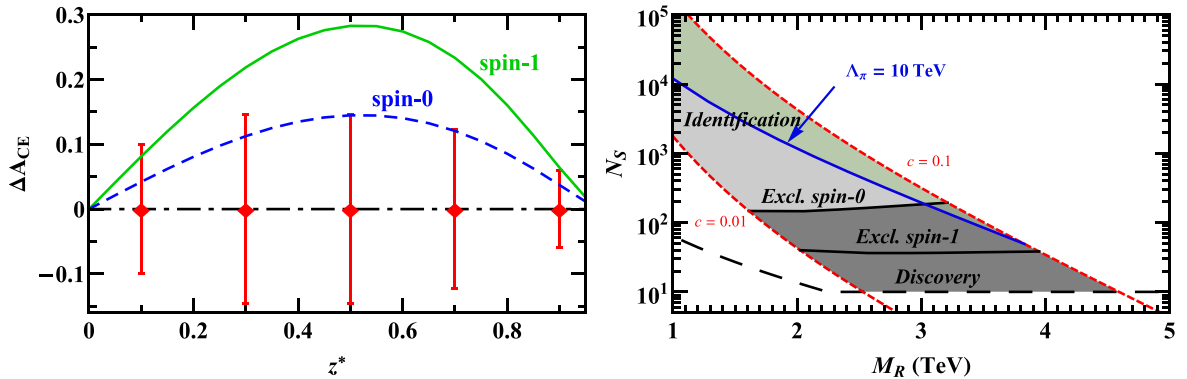 0.3
0.2
0.1
0
−0.1
ΔA_CE
spin-1
spin-0
0 0.2 0.4 0.6 0.8
z*
10^5
10^4
10^3
10^2
10^1
N_S
Λ_π = 10 TeV
Identification
c = 0.1
Excl. spin-0
c = 0.01
Excl. spin-1
Discovery
1 2 3 4 5
M_R (TeV)